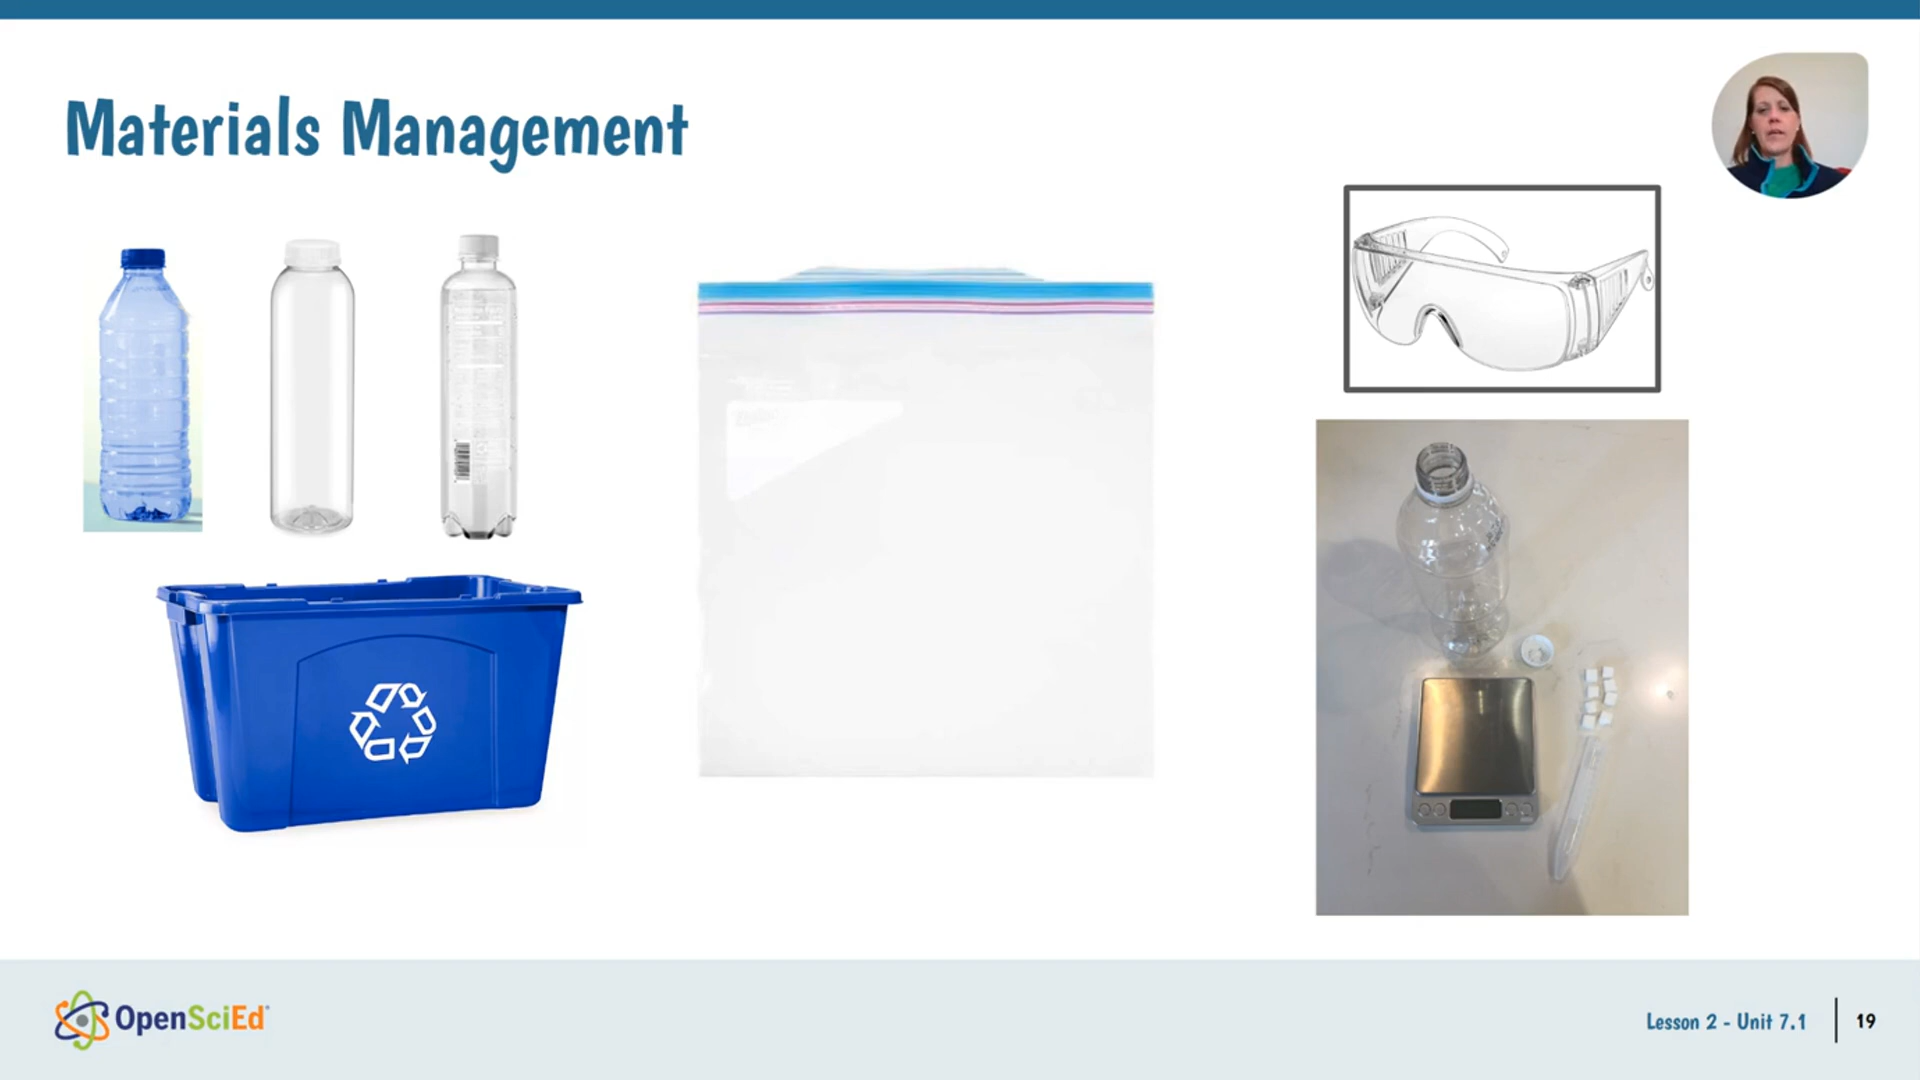 Materials Management
OpenSciEd
Lesson 2 - Unit 7.1
19